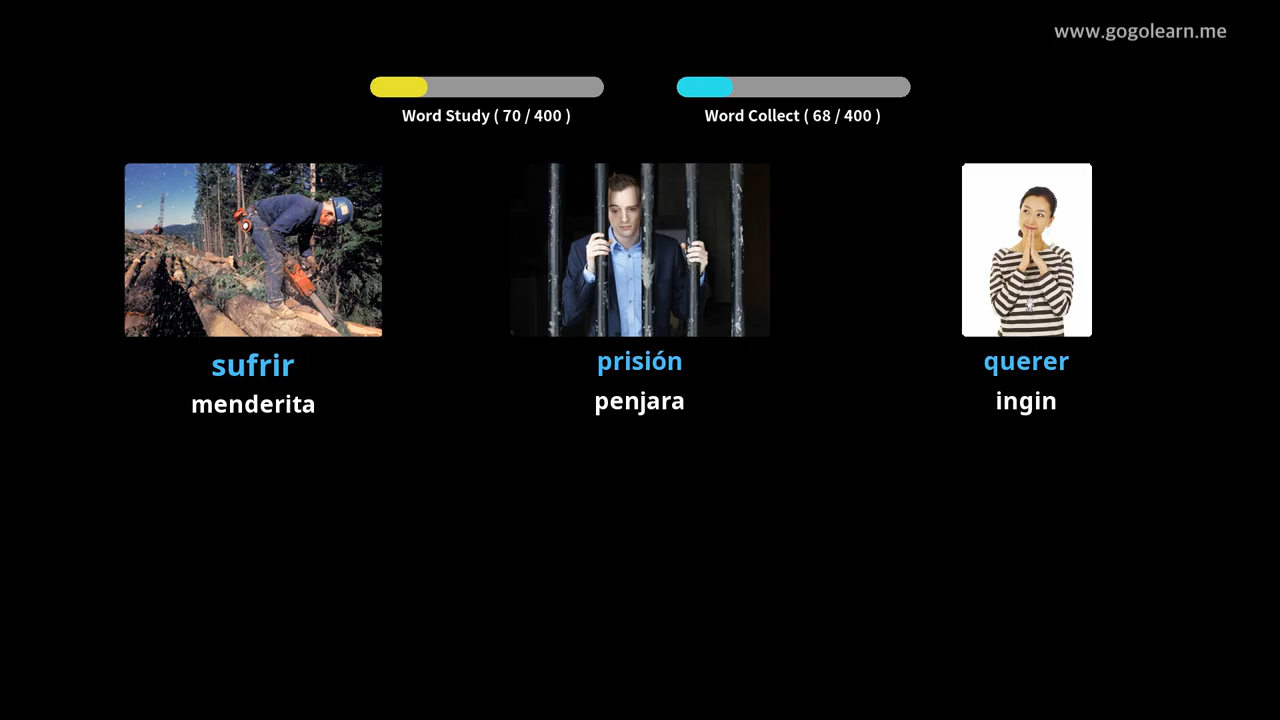 www.gogolearn.me
Word Study ( 70 / 400 )
Word Collect ( 68 / 400 )
sufrir
menderita
prisión
penjara
querer
ingin